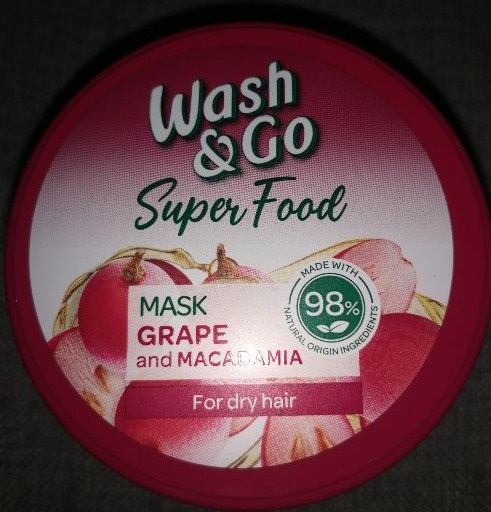 Wash
&Go
Super Food
MASK
GRAPE
and MACADAMIA
For dry hair
MADE WITH
98%
NATURAL ORIGIN INGREDIENTS